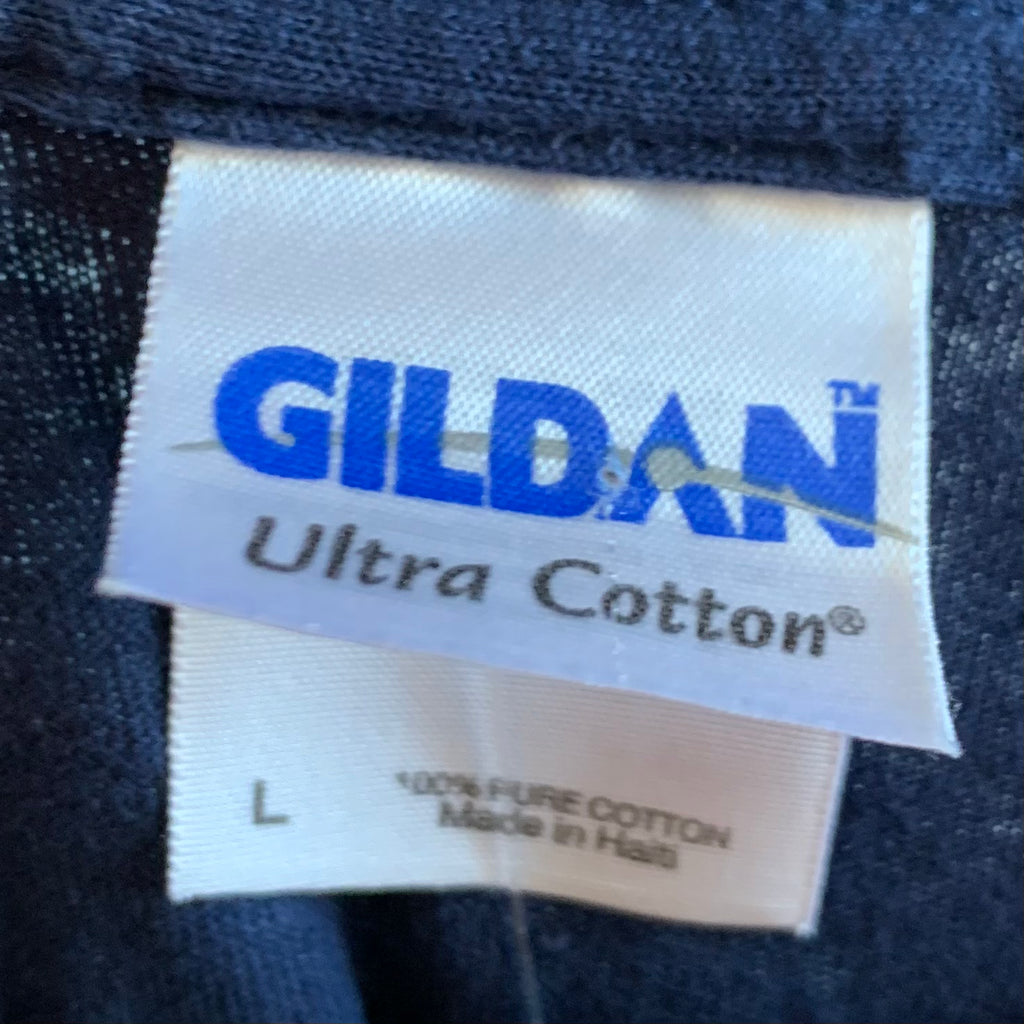 GILDAN™
Ultra Cotton®
L
100% PURE COTTON
Made in Haiti